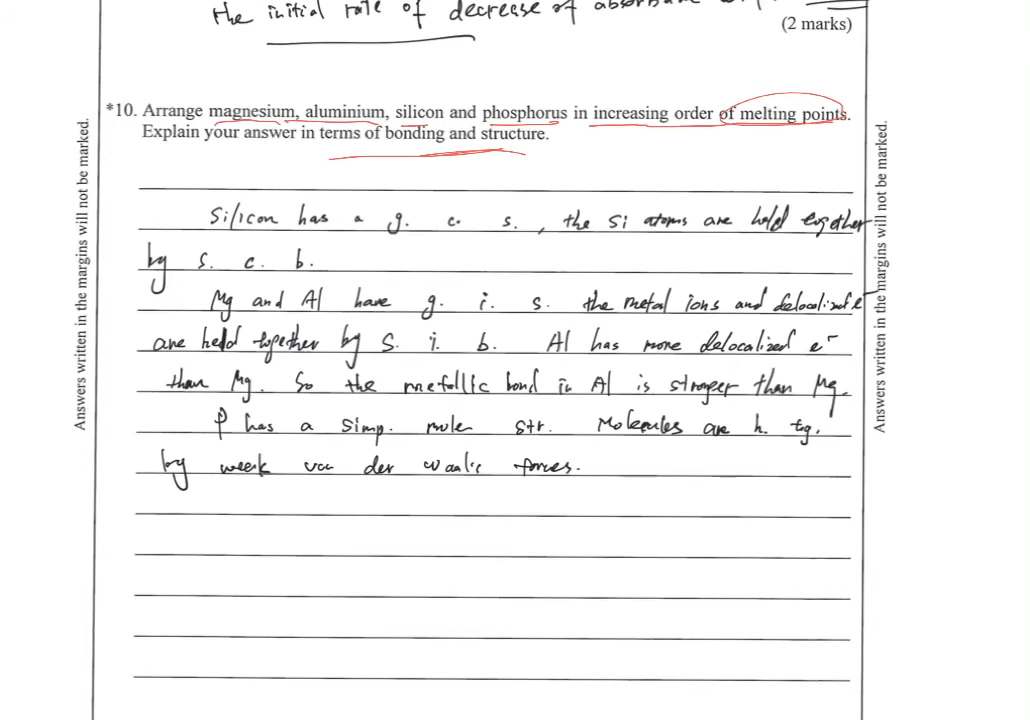 the initial rate of decrease of
(2 marks)
*10. Arrange magnesium, aluminium, silicon and phosphorus in increasing order of melting points.
Explain your answer in terms of bonding and structure.
Answers written in the margins will not be marked.
Answers written in the margins will not be marked.
Silicon has a g. c. s., the Si atoms are held together
by s. c. b.
Mg and Al have g. i. s. the metal ions and delocalized e⁻
are held together by s. i. b. Al has more delocalized e⁻
than Mg. So the metallic bond in Al is stronger than Mg.
P has a simp. mole str. Molecules are h. tog.
by weak van der waals forces.